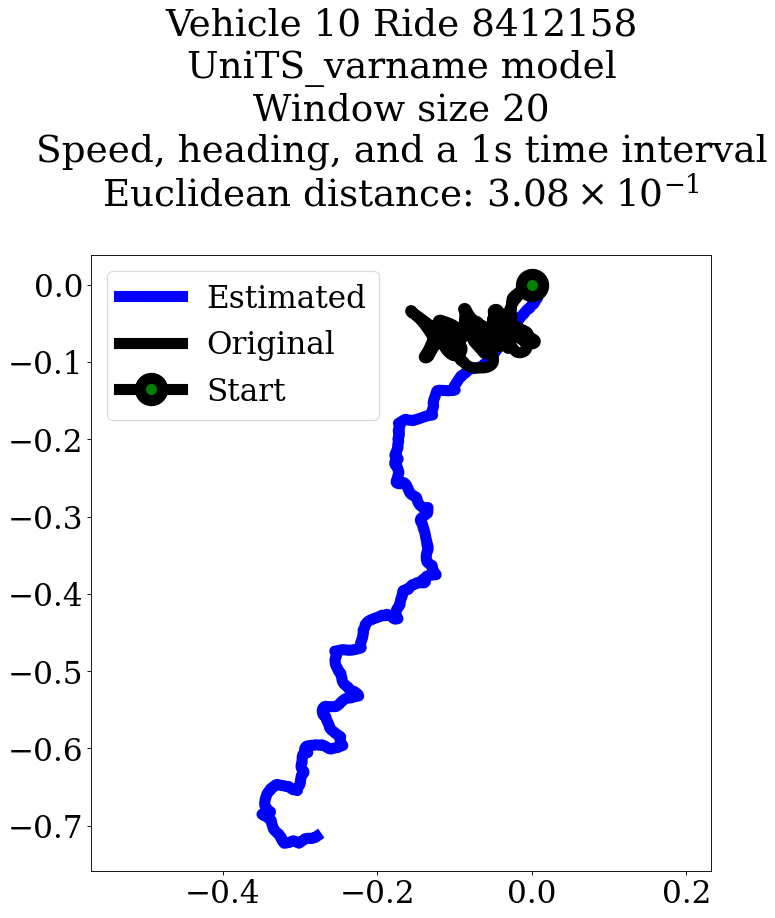 Vehicle 10 Ride 8412158
UniTS_varname model
Window size 20
Speed, heading, and a 1s time interval
Euclidean distance: 3.08 × 10⁻¹
Estimated
Original
Start
0.0
−0.1
−0.2
−0.3
−0.4
−0.5
−0.6
−0.7
−0.4 −0.2 0.0 0.2